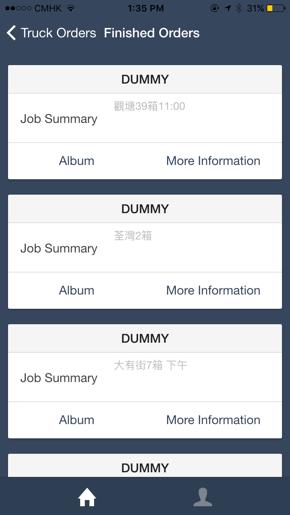 CMHK 1:35 PM 31%
Truck Orders Finished Orders
DUMMY
觀塘39箱11:00
Job Summary
Album More Information
DUMMY
荃灣2箱
Job Summary
Album More Information
DUMMY
大有街7箱 下午
Job Summary
Album More Information
DUMMY